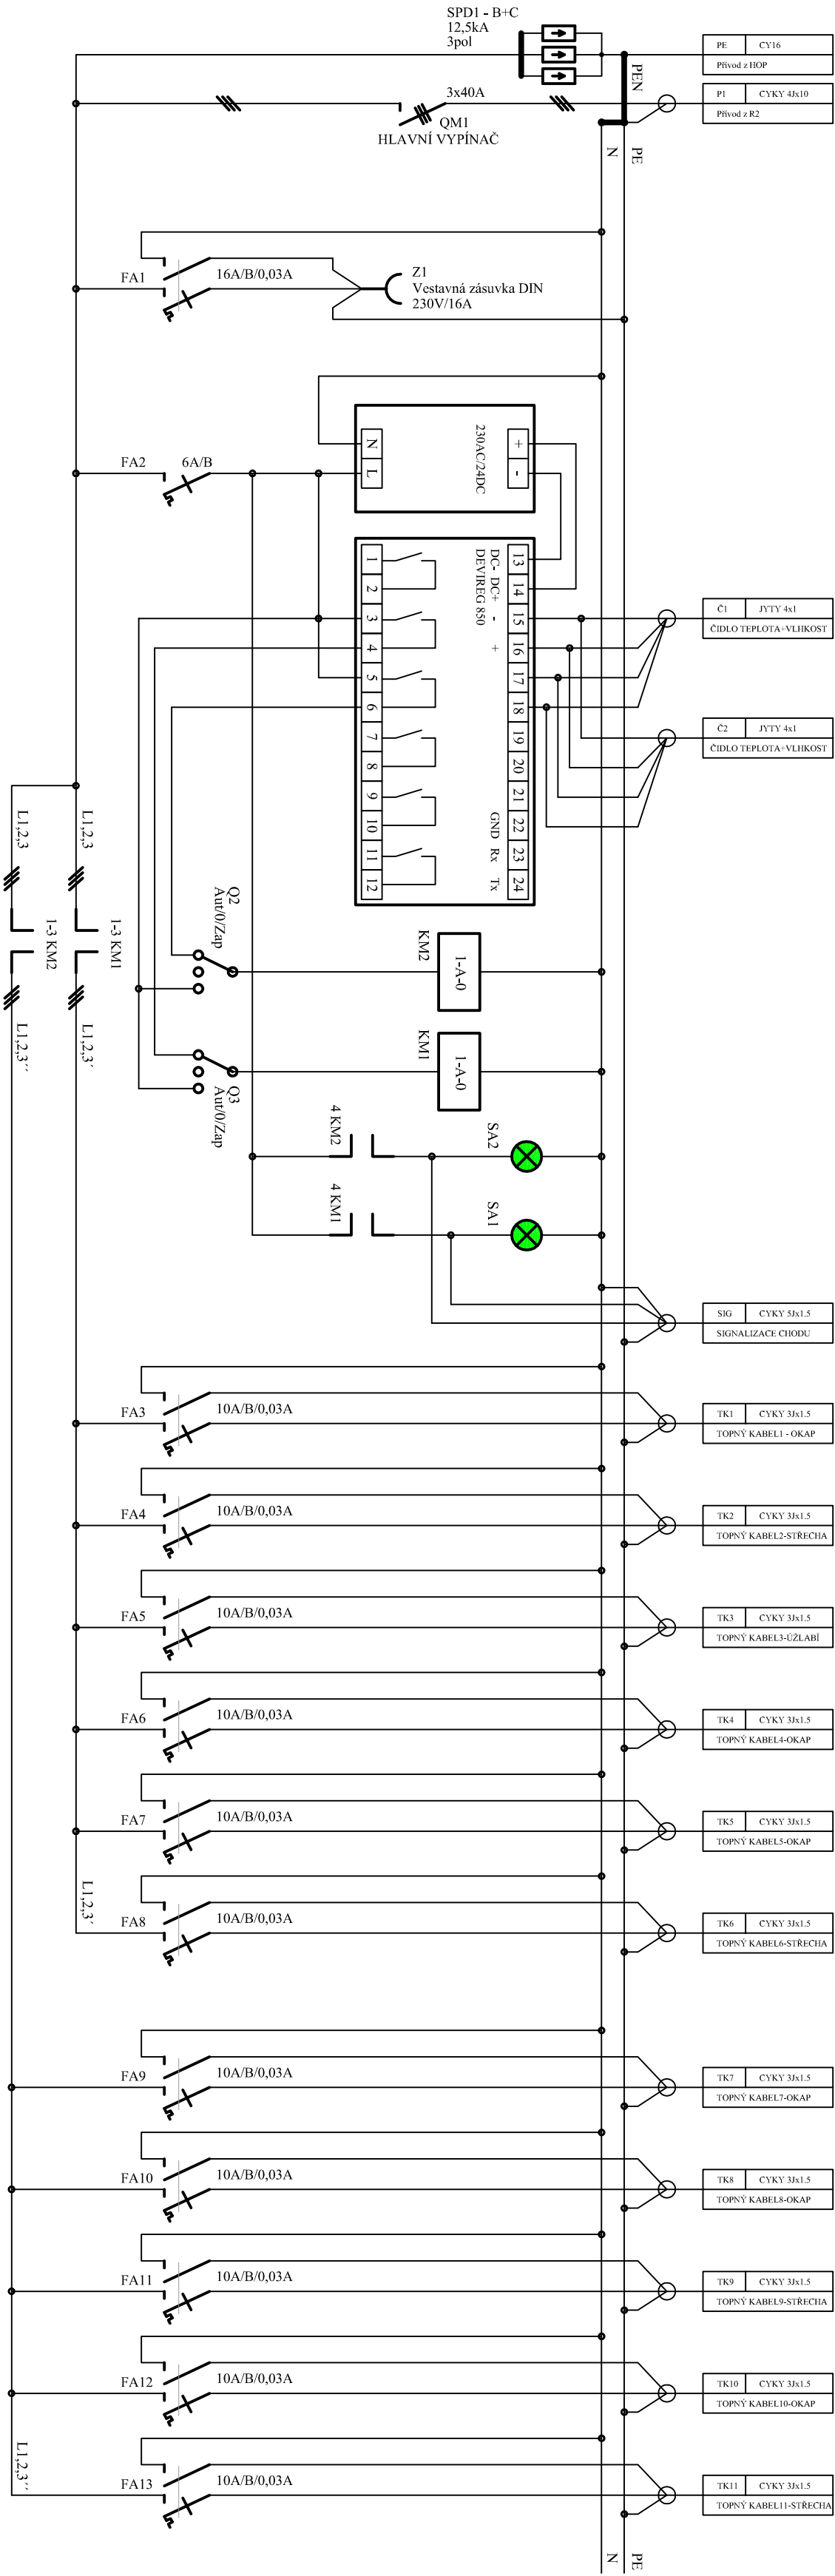 SPD1 - B+C
12,5kA
3pol
PEN
PE
CY16
Přívod z HOP
3x40A
QM1
HLAVNÍ VYPÍNAČ
P1
CYKY 4Jx10
Přívod z R2
N
PE
FA1
16A/B/0,03A
Z1
Vestavná zásuvka DIN
230V/16A
FA2
6A/B
N
L
230AC/24DC
+
-
1
2
3
4
5
6
7
8
9
10
11
12
DEVIREG 850
DC- DC+ - +
GND Rx Tx
13
14
15
16
17
18
19
20
21
22
23
24
Č1
JYTY 4x1
ČIDLO TEPLOTA+VLHKOST
Č2
JYTY 4x1
ČIDLO TEPLOTA+VLHKOST
L1,2,3
L1,2,3
1-3 KM2
1-3 KM1
L1,2,3´´
L1,2,3´
Q2
Aut/0/Zap
KM2
1-A-0
Q3
Aut/0/Zap
KM1
1-A-0
4 KM2
SA2
4 KM1
SA1
SIG
CYKY 5Jx1.5
SIGNALIZACE CHODU
FA3
10A/B/0,03A
TK1
CYKY 3Jx1.5
TOPNÝ KABEL1 - OKAP
FA4
10A/B/0,03A
TK2
CYKY 3Jx1.5
TOPNÝ KABEL2-STŘECHA
FA5
10A/B/0,03A
TK3
CYKY 3Jx1.5
TOPNÝ KABEL3-ÚŽLABÍ
FA6
10A/B/0,03A
TK4
CYKY 3Jx1.5
TOPNÝ KABEL4-OKAP
FA7
10A/B/0,03A
TK5
CYKY 3Jx1.5
TOPNÝ KABEL5-OKAP
L1,2,3´
FA8
10A/B/0,03A
TK6
CYKY 3Jx1.5
TOPNÝ KABEL6-STŘECHA
FA9
10A/B/0,03A
TK7
CYKY 3Jx1.5
TOPNÝ KABEL7-OKAP
FA10
10A/B/0,03A
TK8
CYKY 3Jx1.5
TOPNÝ KABEL8-OKAP
FA11
10A/B/0,03A
TK9
CYKY 3Jx1.5
TOPNÝ KABEL9-STŘECHA
FA12
10A/B/0,03A
TK10
CYKY 3Jx1.5
TOPNÝ KABEL10-OKAP
L1,2,3´´
FA13
10A/B/0,03A
TK11
CYKY 3Jx1.5
TOPNÝ KABEL11-STŘECHA
N
PE